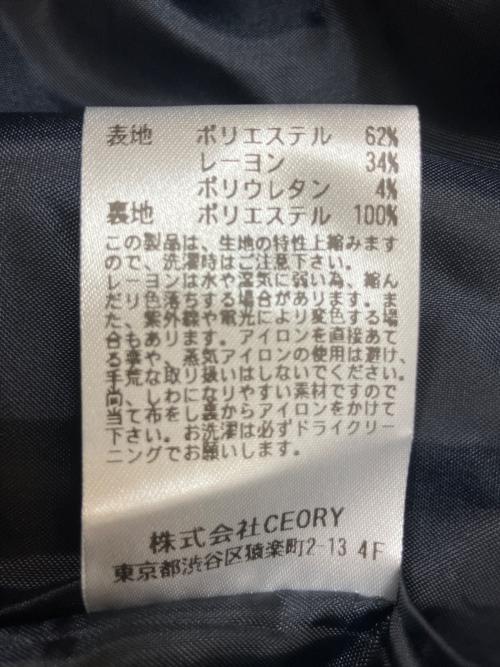 表地 ポリエステル 62%
レーヨン 34%
ポリウレタン 4%
裏地 ポリエステル 100%
この製品は、生地の特性上縮みます
ので、洗濯時はご注意下さい。
レーヨンは水や湿気に弱い為、縮ん
だり色落ちする場合があります。ま
た、紫外線や電光により変色する場
合もあります。アイロンを直接あて
る事や、蒸気アイロンの使用は避け、
手荒な取り扱いはしないでください。
尚、しわになりやすい素材ですので
当て布をし裏からアイロンをかけて
下さい。お洗濯は必ずドライクリー
ニングでお願いします。
株式会社CEORY
東京都渋谷区猿楽町2-13 4F